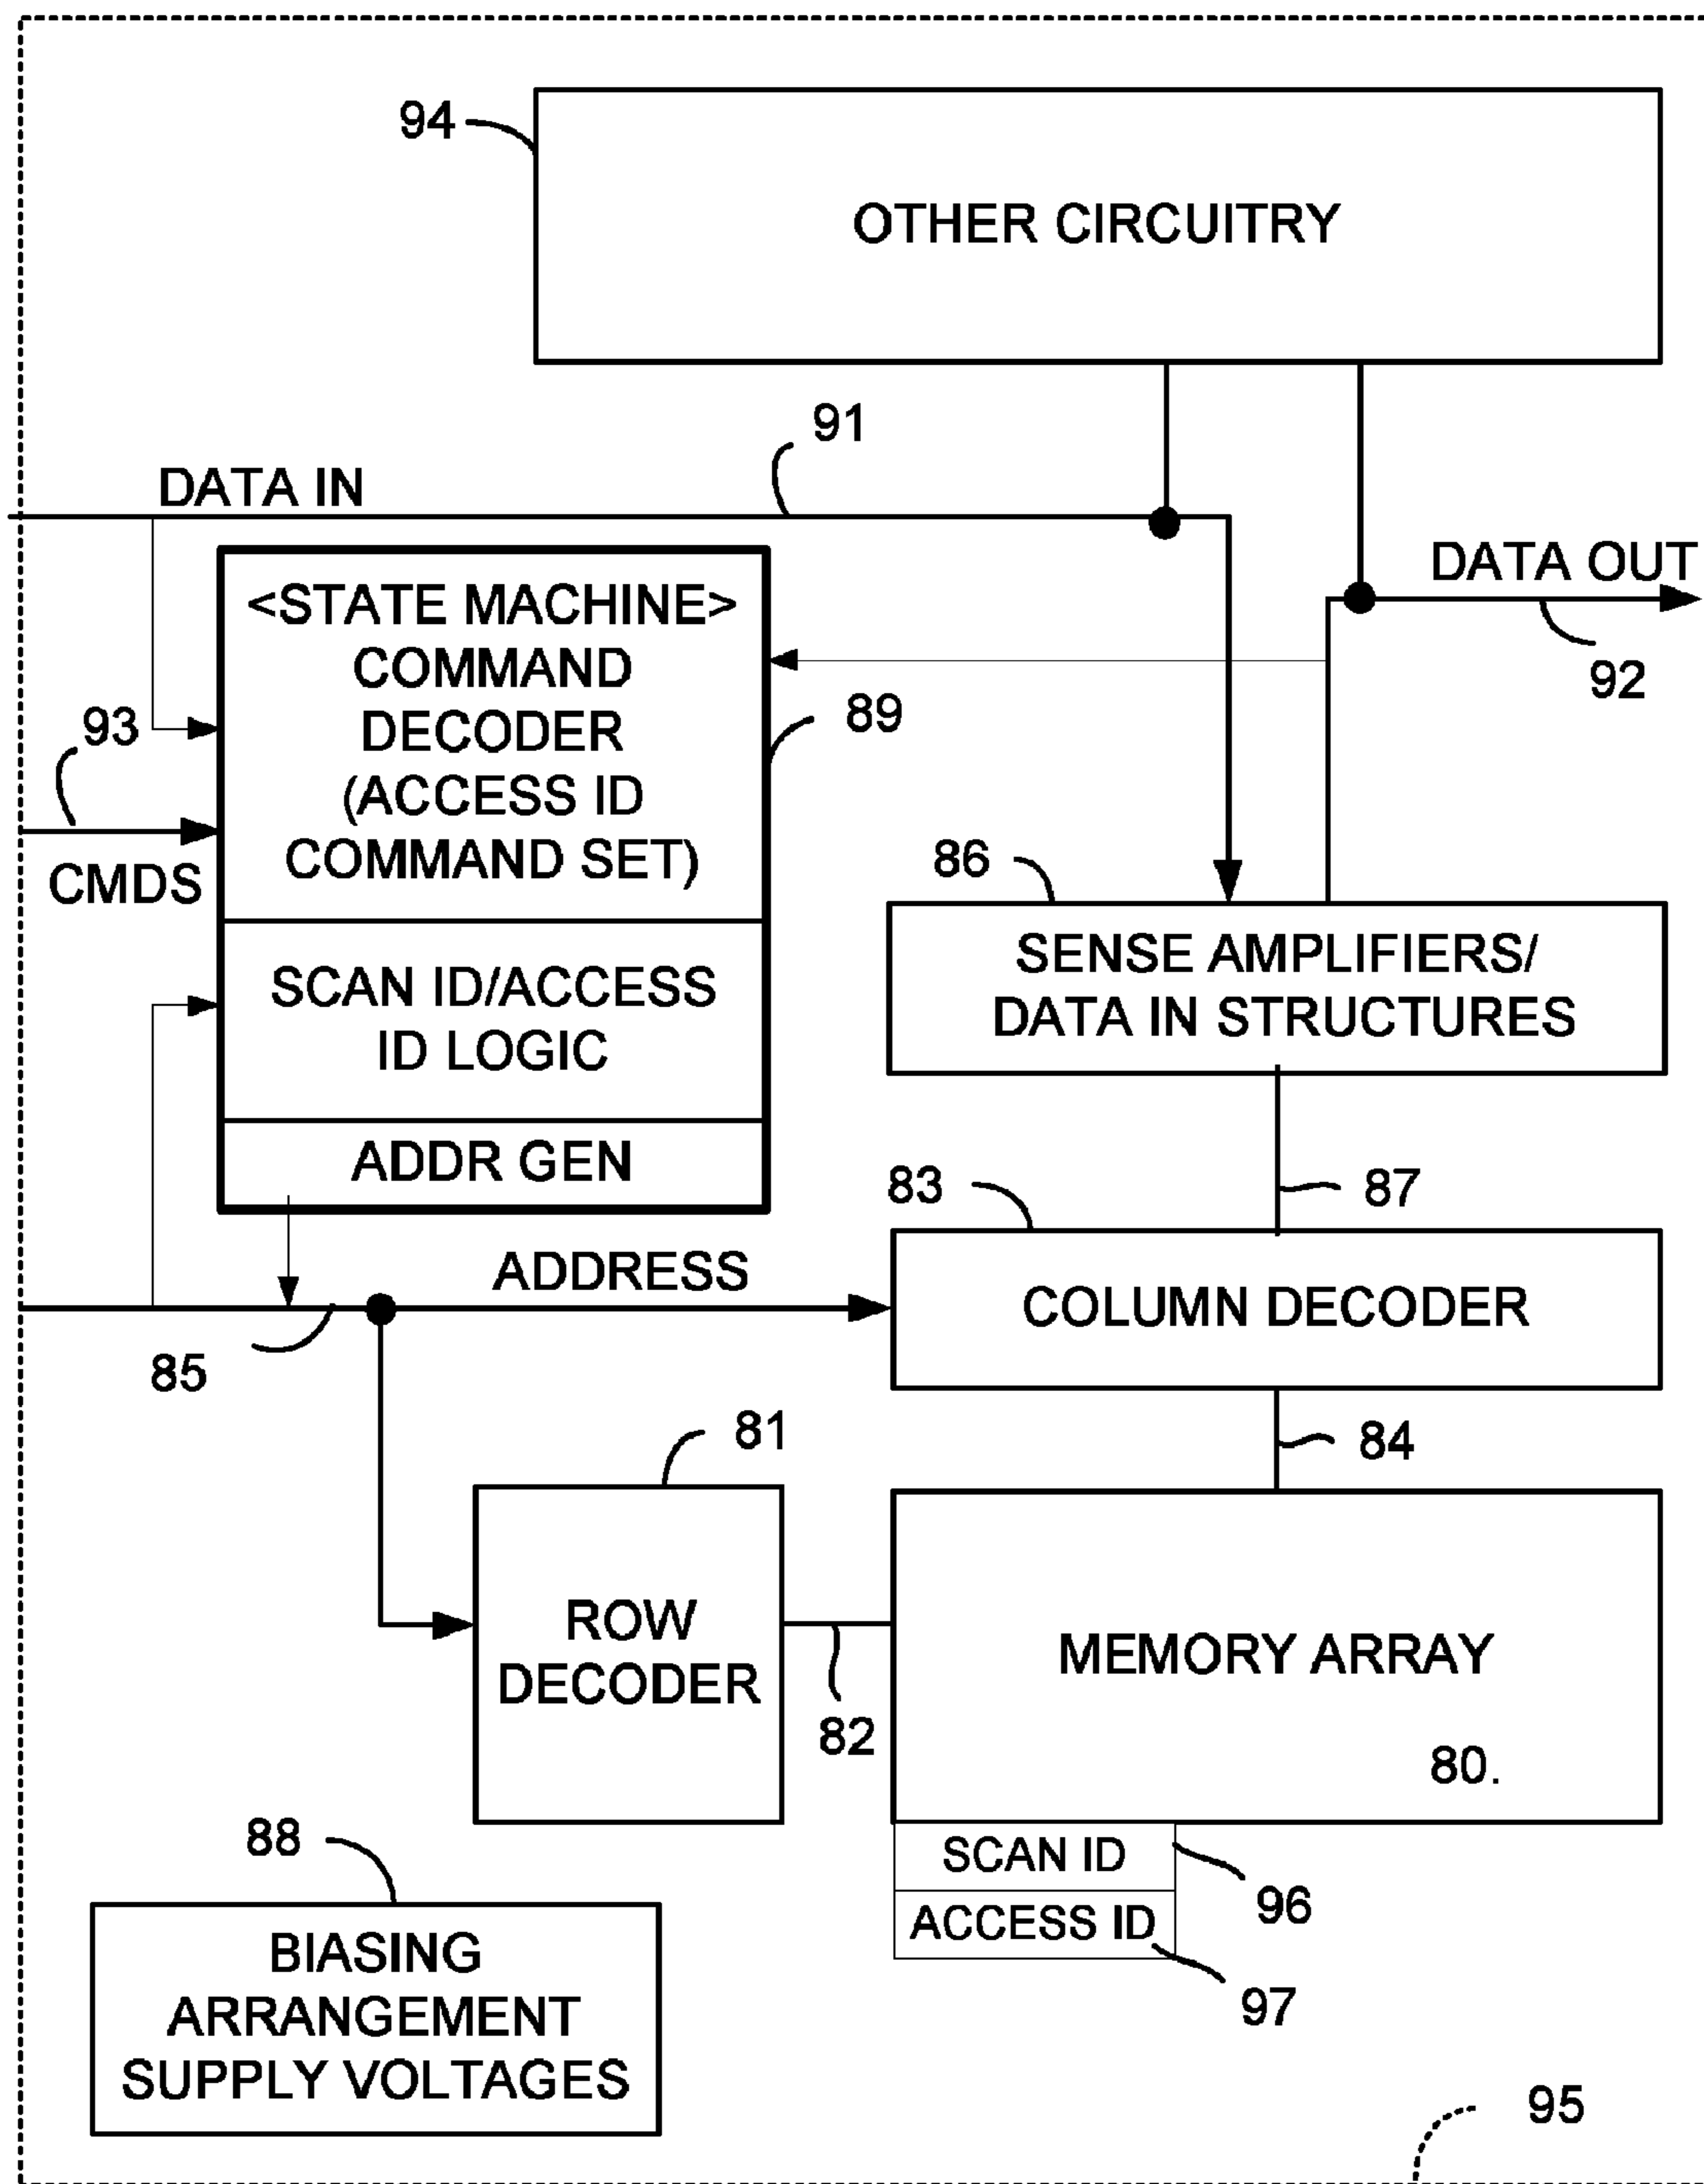 94
OTHER CIRCUITRY
91
DATA IN
DATA OUT
92
<STATE MACHINE>
COMMAND
DECODER
(ACCESS ID
COMMAND SET)
89
93
CMDS
86
SENSE AMPLIFIERS/
DATA IN STRUCTURES
SCAN ID/ACCESS
ID LOGIC
ADDR GEN
87
83
ADDRESS
COLUMN DECODER
85
84
81
ROW
DECODER
82
MEMORY ARRAY
80.
88
SCAN ID
96
ACCESS ID
97
BIASING
ARRANGEMENT
SUPPLY VOLTAGES
95